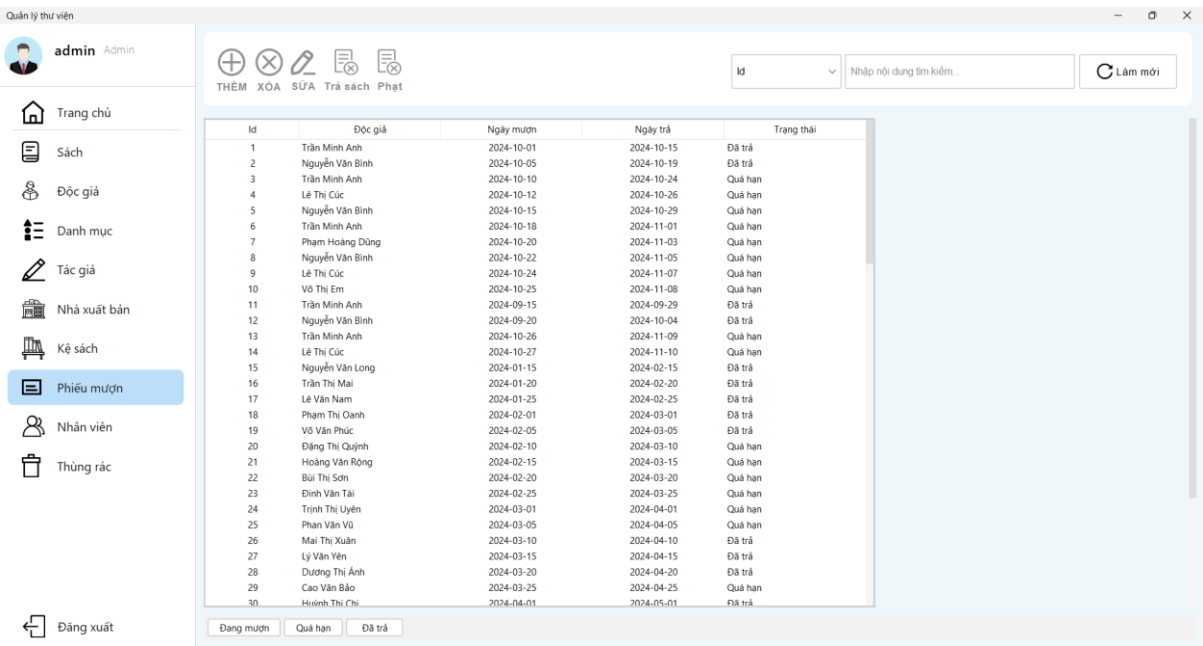 Quản lý thư viện
admin Admin
THÊM XÓA SỬA Trả sách Phạt
Id
Nhập nội dung tìm kiếm...
Làm mới
Trang chủ
Sách
Độc giả
Danh mục
Tác giả
Nhà xuất bản
Kệ sách
Phiếu mượn
Nhân viên
Thùng rác
Đăng xuất
Id Độc giả Ngày mượn Ngày trả Trạng thái
1 Trần Minh Anh 2024-10-01 2024-10-15 Đã trả
2 Nguyễn Văn Bình 2024-10-05 2024-10-19 Đã trả
3 Trần Minh Anh 2024-10-10 2024-10-24 Quá hạn
4 Lê Thị Cúc 2024-10-12 2024-10-26 Quá hạn
5 Nguyễn Văn Bình 2024-10-15 2024-10-29 Quá hạn
6 Trần Minh Anh 2024-10-18 2024-11-01 Quá hạn
7 Phạm Hoàng Dũng 2024-10-20 2024-11-03 Quá hạn
8 Nguyễn Văn Bình 2024-10-22 2024-11-05 Quá hạn
9 Lê Thị Cúc 2024-10-24 2024-11-07 Quá hạn
10 Võ Thị Em 2024-10-25 2024-11-08 Quá hạn
11 Trần Minh Anh 2024-09-15 2024-09-29 Đã trả
12 Nguyễn Văn Bình 2024-09-20 2024-10-04 Đã trả
13 Trần Minh Anh 2024-10-26 2024-11-09 Quá hạn
14 Lê Thị Cúc 2024-10-27 2024-11-10 Quá hạn
15 Nguyễn Văn Long 2024-01-15 2024-02-15 Đã trả
16 Trần Thị Mai 2024-01-20 2024-02-20 Đã trả
17 Lê Văn Nam 2024-01-25 2024-02-25 Đã trả
18 Phạm Thị Oanh 2024-02-01 2024-03-01 Đã trả
19 Võ Văn Phúc 2024-02-05 2024-03-05 Đã trả
20 Đặng Thị Quỳnh 2024-02-10 2024-03-10 Quá hạn
21 Hoàng Văn Rộng 2024-02-15 2024-03-15 Quá hạn
22 Bùi Thị Sơn 2024-02-20 2024-03-20 Quá hạn
23 Đinh Văn Tài 2024-02-25 2024-03-25 Quá hạn
24 Trịnh Thị Uyên 2024-03-01 2024-04-01 Quá hạn
25 Phan Văn Vũ 2024-03-05 2024-04-05 Quá hạn
26 Mai Thị Xuân 2024-03-10 2024-04-10 Đã trả
27 Lý Văn Yên 2024-03-15 2024-04-15 Đã trả
28 Dương Thị Ánh 2024-03-20 2024-04-20 Đã trả
29 Cao Văn Bảo 2024-03-25 2024-04-25 Quá hạn
30 Huỳnh Thị Chi 2024-04-01 2024-05-01 Đã trả
Đang mượn Quá hạn Đã trả